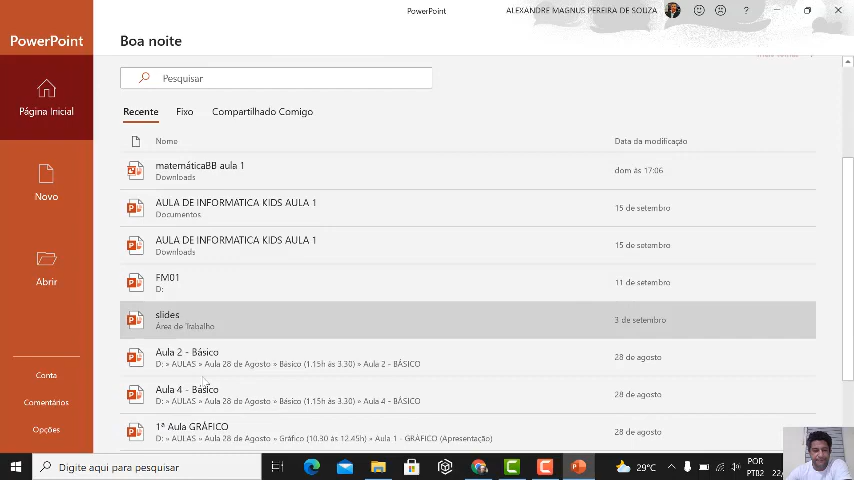 PowerPoint
ALEXANDRE MAGNUS PEREIRA DE SOUZA
?
PowerPoint
Boa noite
Pesquisar
Página Inicial
Recente
Fixo
Compartilhado Comigo
Nome
Data da modificação
matemáticaBB aula 1
Downloads
dom às 17:06
Novo
AULA DE INFORMATICA KIDS AULA 1
Documentos
15 de setembro
AULA DE INFORMATICA KIDS AULA 1
Downloads
15 de setembro
Abrir
FM01
D:
11 de setembro
slides
Área de Trabalho
3 de setembro
Aula 2 - Básico
D: » AULAS » Aula 28 de Agosto » Básico (1.15h às 3.30) » Aula 2 - BÁSICO
28 de agosto
Conta
Aula 4 - Básico
D: » AULAS » Aula 28 de Agosto » Básico (1.15h às 3.30) » Aula 4 - BÁSICO
28 de agosto
Comentários
1ª Aula GRÁFICO
D: » AULAS » Aula 28 de Agosto » Gráfico (10.30 às 12.45h) » Aula 1 - GRAFICO (Apresentação)
28 de agosto
Opções
Digite aqui para pesquisar
29°C
POR
PTB2